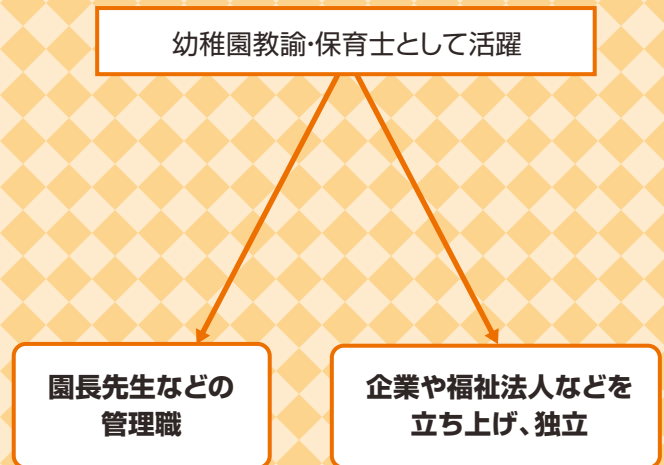 幼稚園教諭・保育士として活躍
園長先生などの
管理職
企業や福祉法人などを
立ち上げ、独立